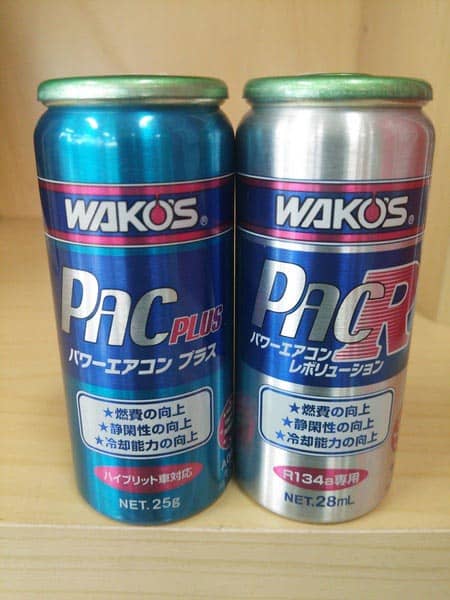 WAKO'S®
PAC PLUS
パワーエアコン プラス
★燃費の向上
★静閑性の向上
★冷却能力の向上
ハイブリット車対応
NET.25g
WAKO'S®
PAC R
パワーエアコン
レボリューション
★燃費の向上
★静閑性の向上
★冷却能力の向上
R134a専用
NET.28mL